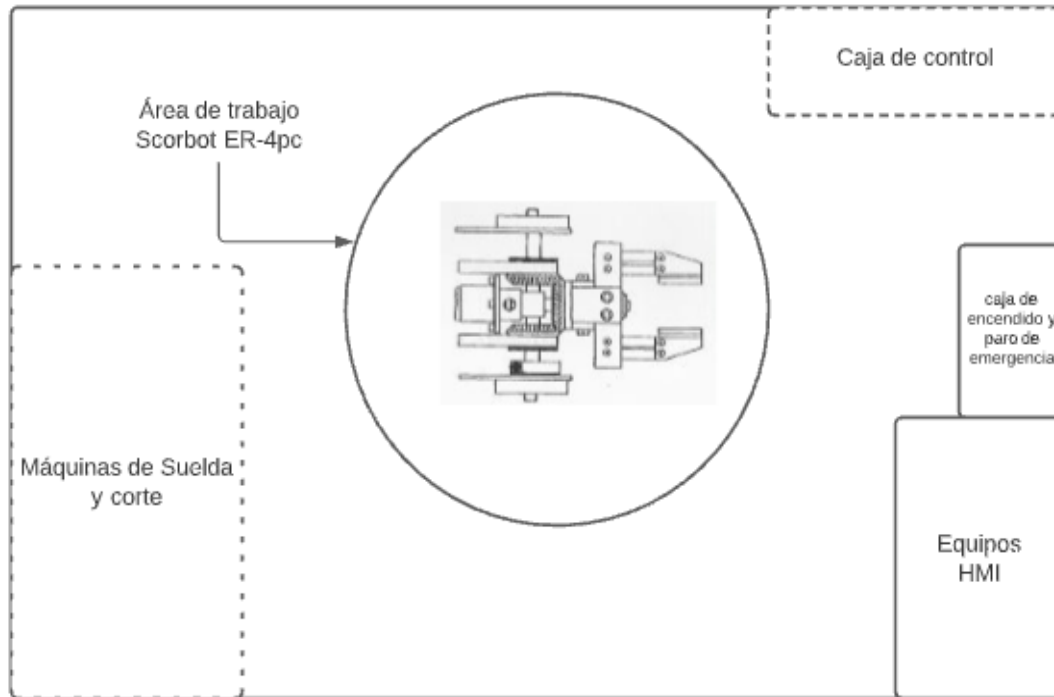 Caja de control
Área de trabajo
Scorbot ER-4pc
caja de
encendido y
paro de
emergencia
Máquinas de Suelda
y corte
Equipos
HMI